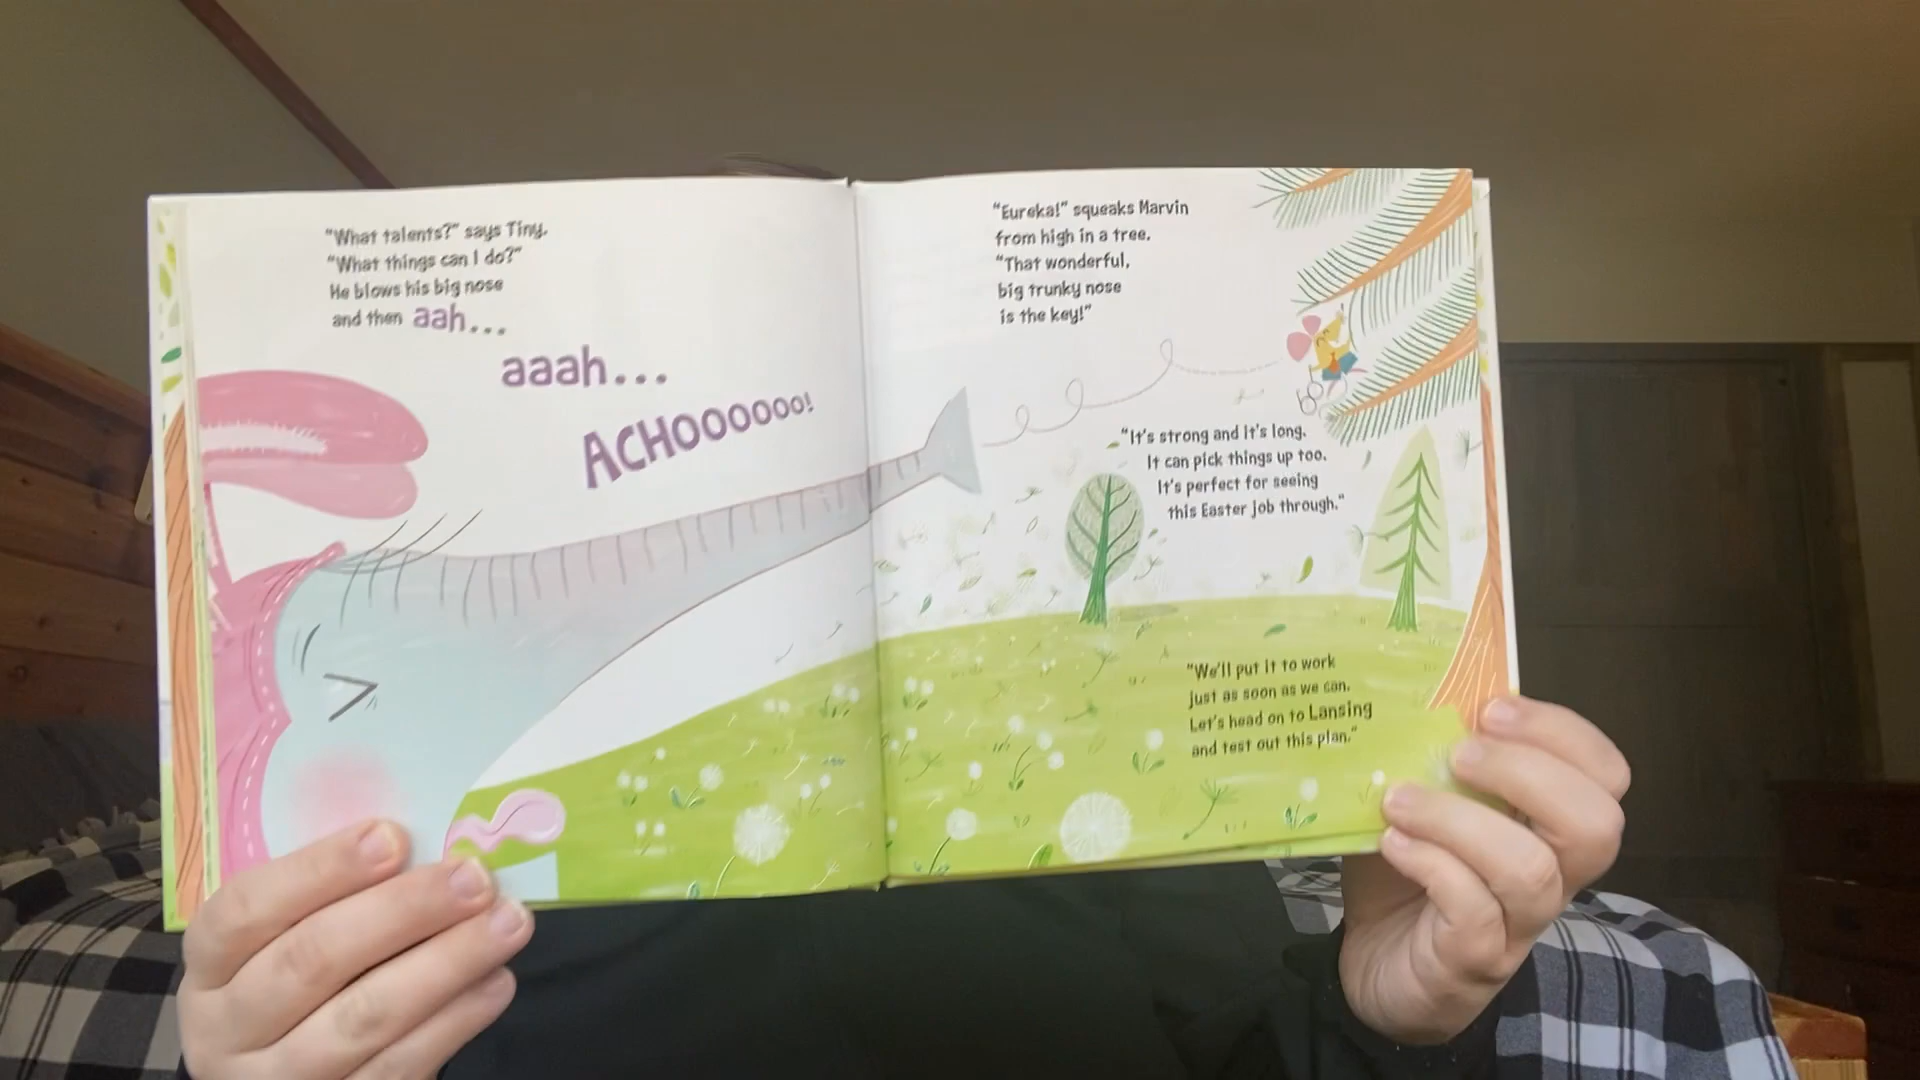 "What talents?" says Tiny.
"What things can I do?"
He blows his big nose
and then aah...
aaah...
ACHOOOOOO!
"Eureka!" squeaks Marvin
from high in a tree.
"That wonderful,
big trunky nose
is the key!"
"It's strong and it's long.
It can pick things up too.
It's perfect for seeing
this Easter job through."
"We'll put it to work
just as soon as we can.
Let's head on to Lansing
and test out this plan."